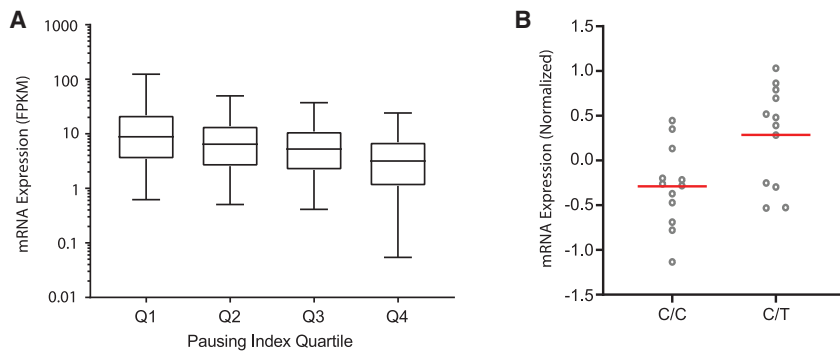 A
mRNA Expression (FPKM)
1000
100
10
1
0.1
0.01
Q1 Q2 Q3 Q4
Pausing Index Quartile
B
mRNA Expression (Normalized)
1.5
1.0
0.5
0.0
-0.5
-1.0
-1.5
C/C C/T